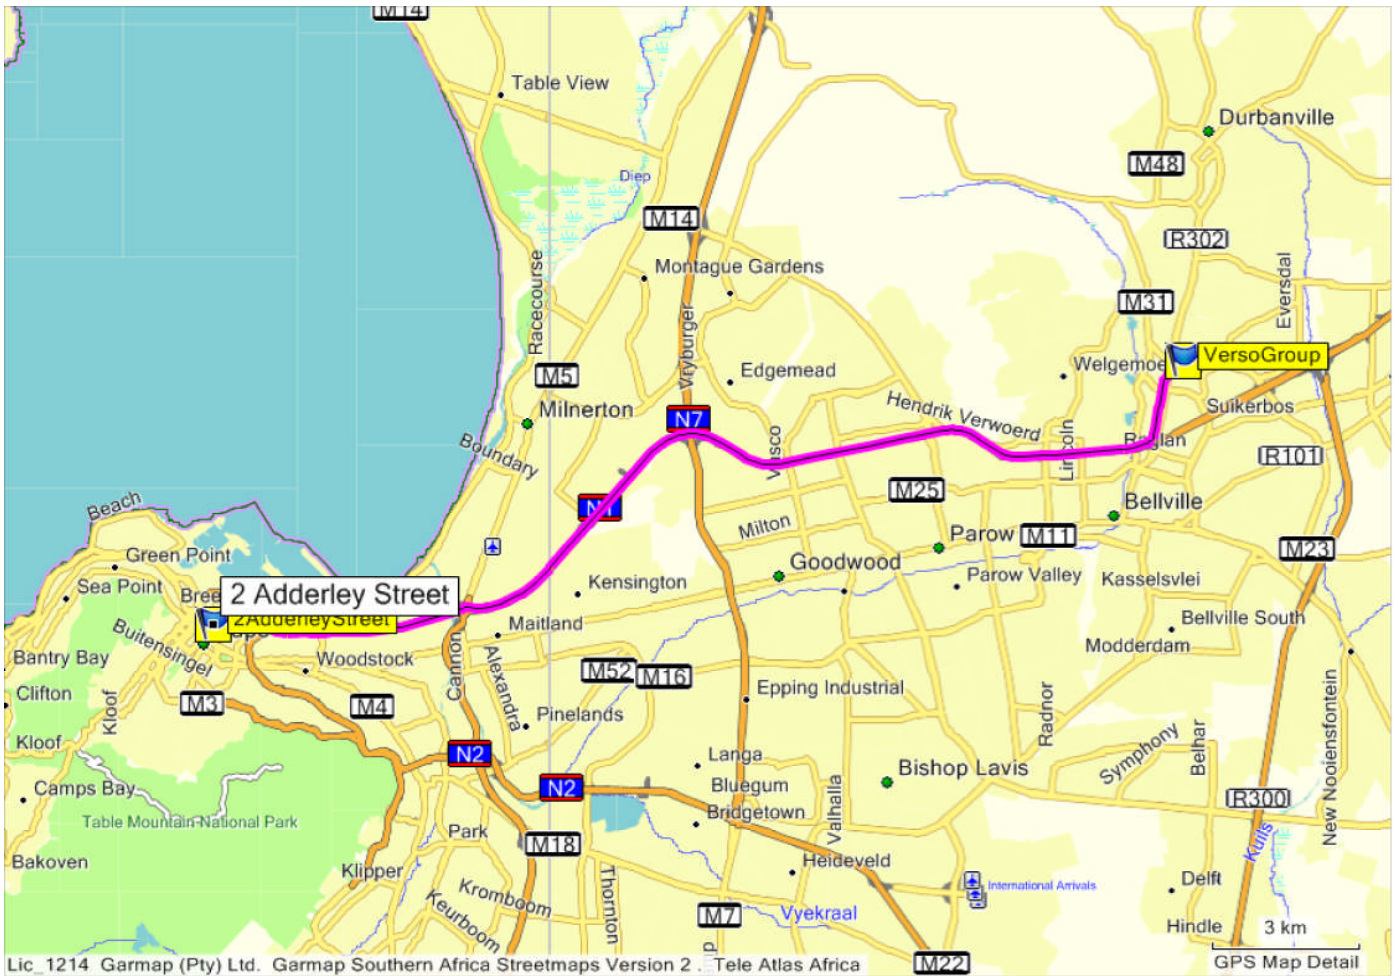 M14
Table View
Durbanville
M48
Diep
M14
R302
Montague Gardens
Eversdal
M31
Racecourse
Vryburger
VersoGroup
Welgemoe
Edgemead
M5
Hendrik Verwoerd
Suikerbos
Milnerton
N7
Boundary
Vasco
Lincoln
Raglan
R101
M25
Beach
N1
Bellville
Milton
Parow
M11
M23
Green Point
Goodwood
Sea Point
Bree
2 Adderley Street
Kensington
Parow Valley
Kasselsvlei
2AdderleyStreet
Maitland
Bellville South
Buitensingel
Modderdam
Bantry Bay
Woodstock
Cannon
Alexandra
M52
M16
Clifton
Kloof
M3
M4
Epping Industrial
New Nooiensfontein
Pinelands
Radnor
Kloof
N2
Langa
Symphony
Belhar
Bishop Lavis
Camps Bay
N2
Bluegum
R300
Table Mountain National Park
Bridgetown
Valhalla
Park
M18
Kuils
Bakoven
Klipper
Heideveld
International Arrivals
Delft
Kromboom
Thornton
Keurboom
M7
Vyekraal
Hindle
3 km
M22
GPS Map Detail
Lic_1214 Garmap (Pty) Ltd. Garmap Southern Africa Streetmaps Version 2 . Tele Atlas Africa